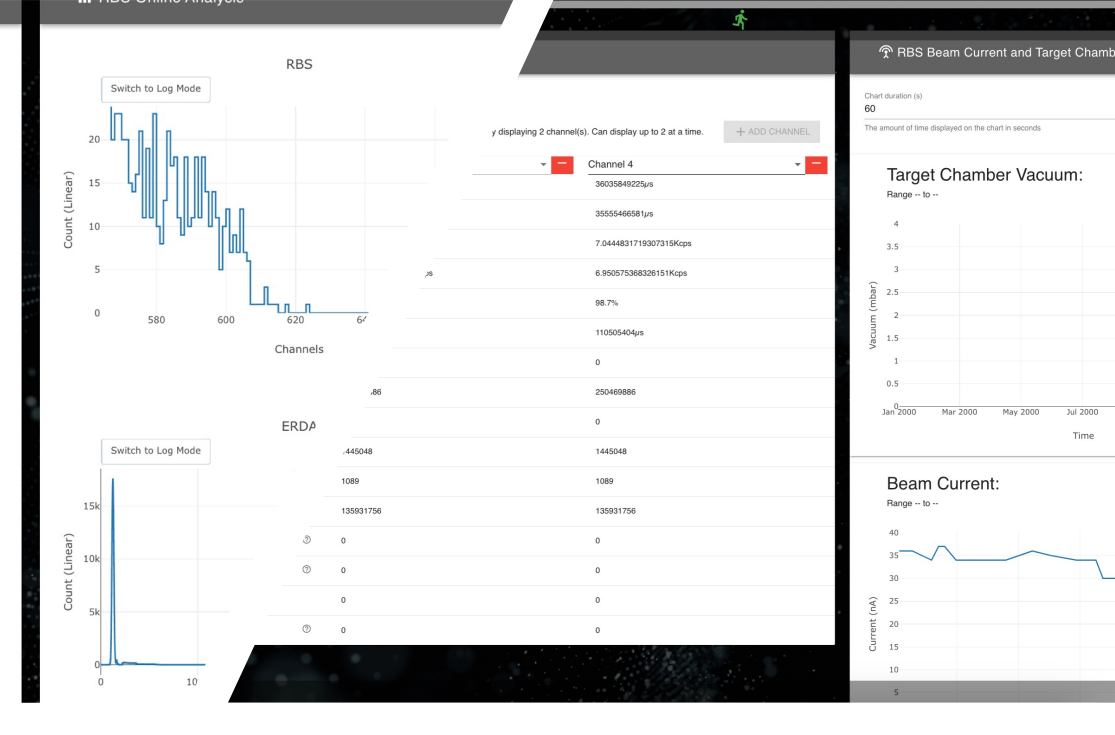 RBS Online Analysis
RBS
Switch to Log Mode
20
15
10
5
0
Count (Linear)
580
600
620
Channels
ERDA
Switch to Log Mode
15k
10k
5k
0
Count (Linear)
0
10
displaying 2 channel(s). Can display up to 2 at a time.
+ ADD CHANNEL
Channel 4
36035849225μs
35555466581μs
7.0444831719307315Kcps
6.950575368326151Kcps
98.7%
110505404μs
0
86
250469886
0
1445048
1445048
1089
1089
135931756
135931756
0
0
0
0
0
0
0
0
RBS Beam Current and Target Chamb
Chart duration (s)
60
The amount of time displayed on the chart in seconds
Target Chamber Vacuum:
Range -- to --
4
3.5
3
2.5
2
1.5
1
0.5
0
Vacuum (mbar)
Jan 2000
Mar 2000
May 2000
Jul 2000
Time
Beam Current:
Range -- to --
40
35
30
25
20
15
10
5
Current (nA)